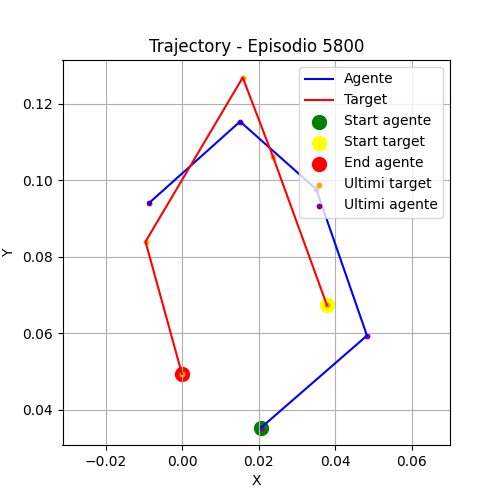 Trajectory - Episodio 5800
Agente
Target
Start agente
Start target
End agente
Ultimi target
Ultimi agente
0.12
0.10
0.08
0.06
0.04
Y
−0.02
0.00
0.02
0.04
0.06
X